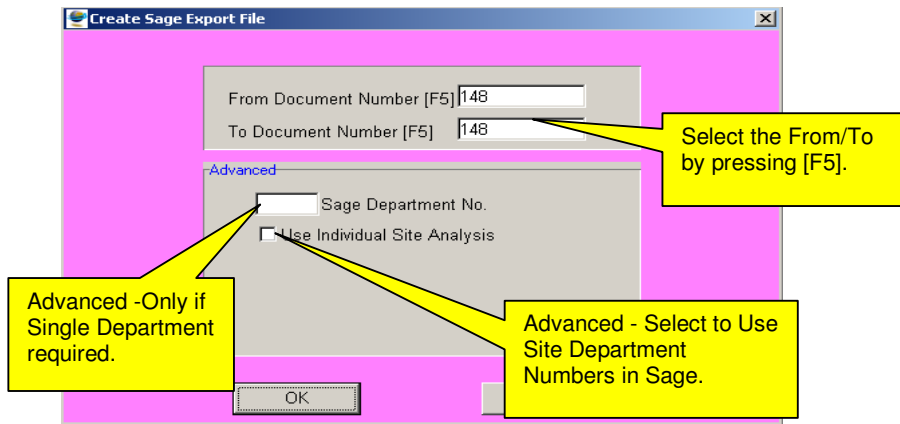 Create Sage Export File
From Document Number [F5] 148
To Document Number [F5] 148
Select the From/To
by pressing [F5].
Advanced
Sage Department No.
Use Individual Site Analysis
Advanced -Only if
Single Department
required.
Advanced - Select to Use
Site Department
Numbers in Sage.
OK